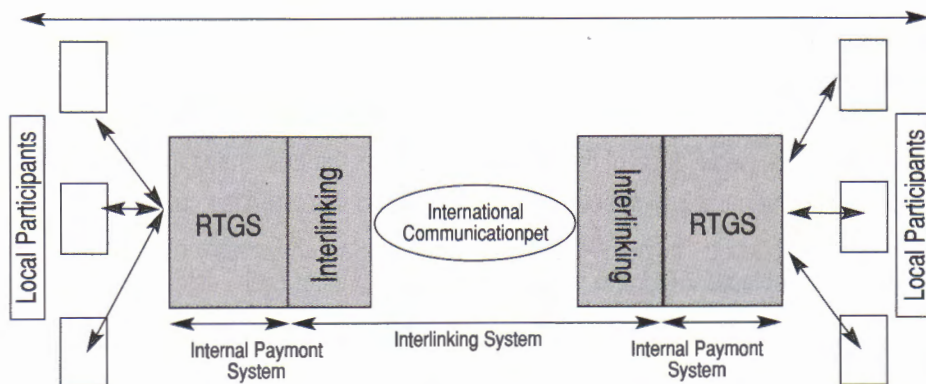 Local Participants
RTGS
Interlinking
International
Communicationpet
Interlinking
RTGS
Local Participants
Internal Paymont
System
Interlinking System
Internal Paymont
System